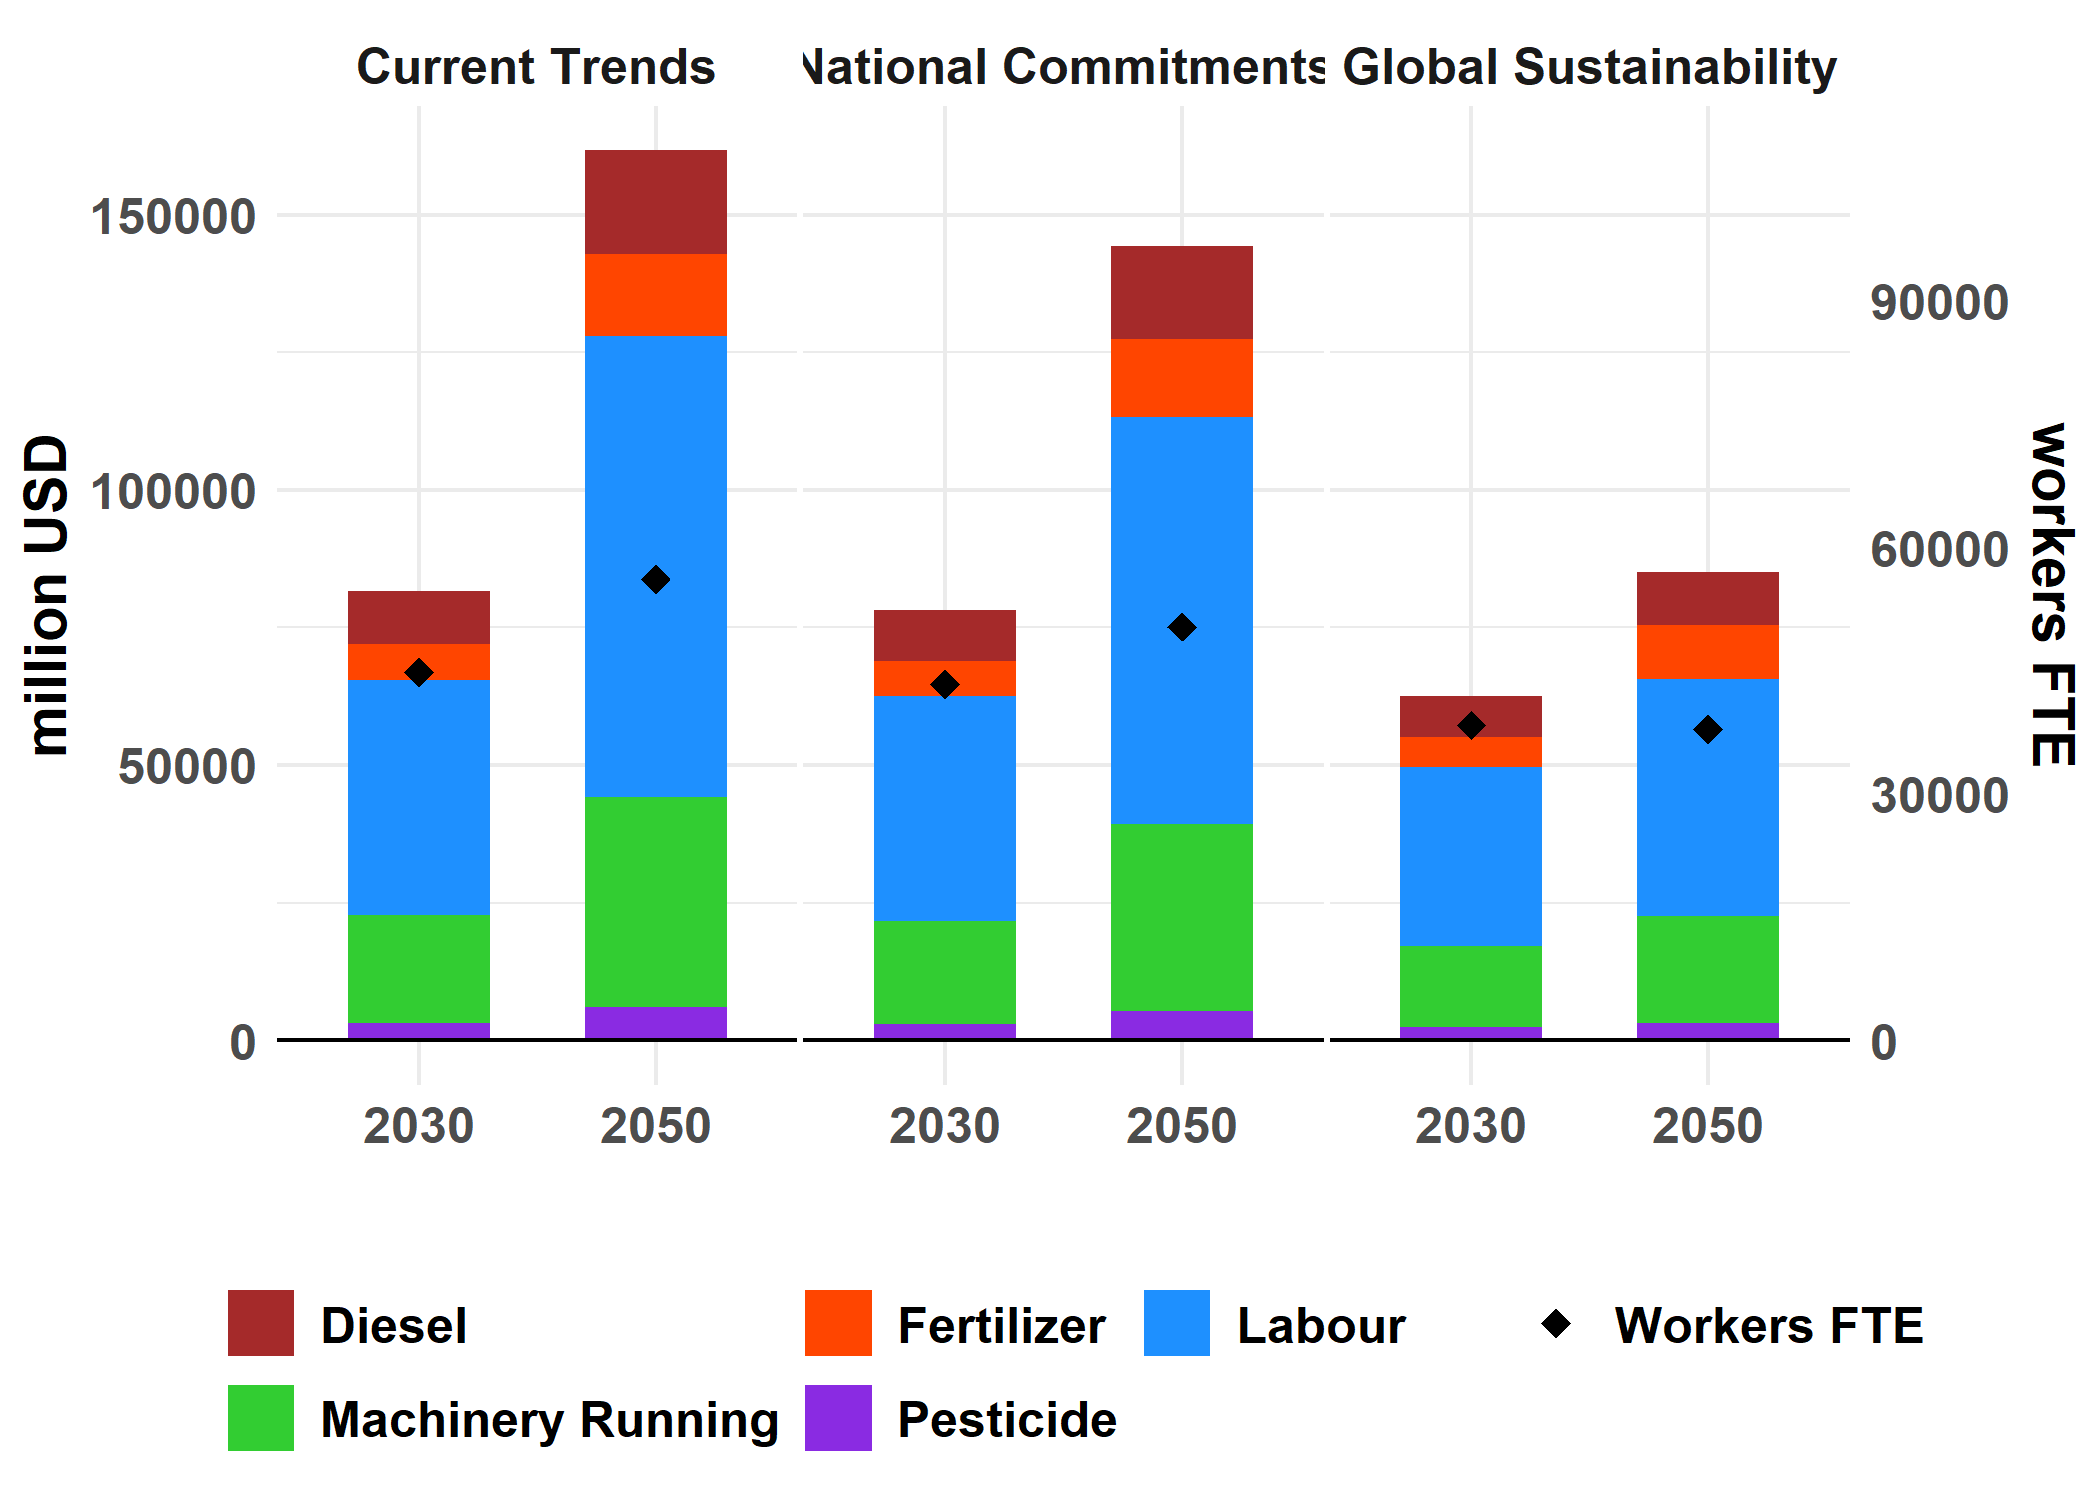 Current Trends
National Commitments
Global Sustainability
150000
100000
50000
0
million USD
90000
60000
30000
0
workers FTE
2030
2050
2030
2050
2030
2050
Diesel
Fertilizer
Labour
Workers FTE
Machinery Running
Pesticide